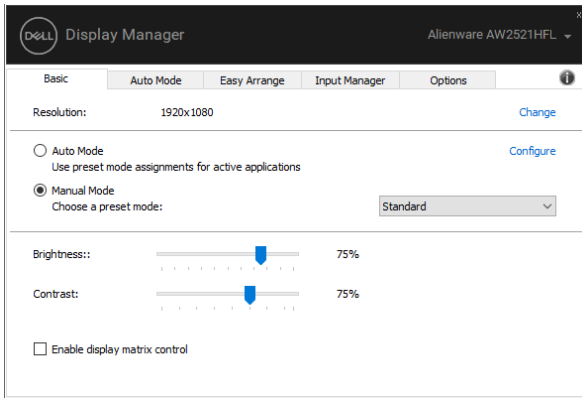 DELL Display Manager Alienware AW2521HFL
Basic Auto Mode Easy Arrange Input Manager Options
Resolution: 1920x1080 Change
Auto Mode Configure
Use preset mode assignments for active applications
Manual Mode
Choose a preset mode: Standard
Brightness:: 75%
Contrast: 75%
Enable display matrix control